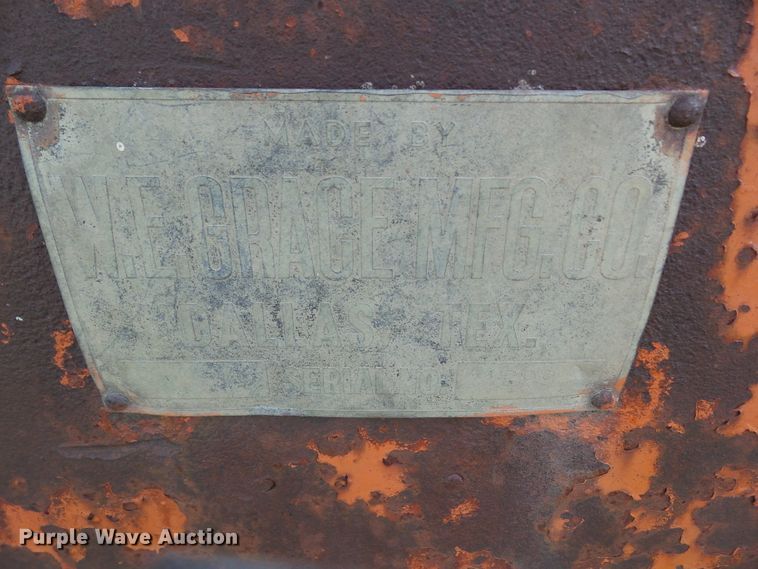 MADE BY
W.E. GRACE MFG. CO.
DALLAS, TEX.
SERIAL NO.
Purple Wave Auction